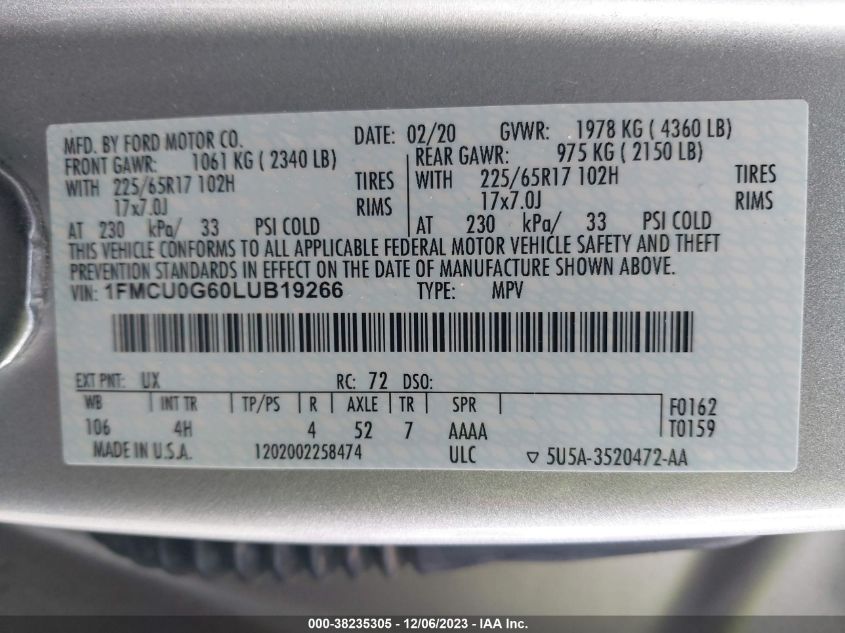 MFD. BY FORD MOTOR CO. DATE: 02/20 GVWR: 1978 KG ( 4360 LB)
FRONT GAWR: 1061 KG ( 2340 LB) REAR GAWR: 975 KG ( 2150 LB)
WITH 225/65R17 102H TIRES WITH 225/65R17 102H TIRES
17x7.0J RIMS 17x7.0J RIMS
AT 230 kPa/ 33 PSI COLD AT 230 kPa/ 33 PSI COLD
THIS VEHICLE CONFORMS TO ALL APPLICABLE FEDERAL MOTOR VEHICLE SAFETY AND THEFT
PREVENTION STANDARDS IN EFFECT ON THE DATE OF MANUFACTURE SHOWN ABOVE.
VIN: 1FMCU0G60LUB19266 TYPE: MPV
EXT PNT: UX RC: 72 DSO:
WB INT TR TP/PS R AXLE TR SPR F0162
106 4H 4 52 7 AAAA T0159
MADE IN U.S.A. 1202002258474 ULC ▽ 5U5A-3520472-AA
000-38235305 - 12/06/2023 - IAA Inc.